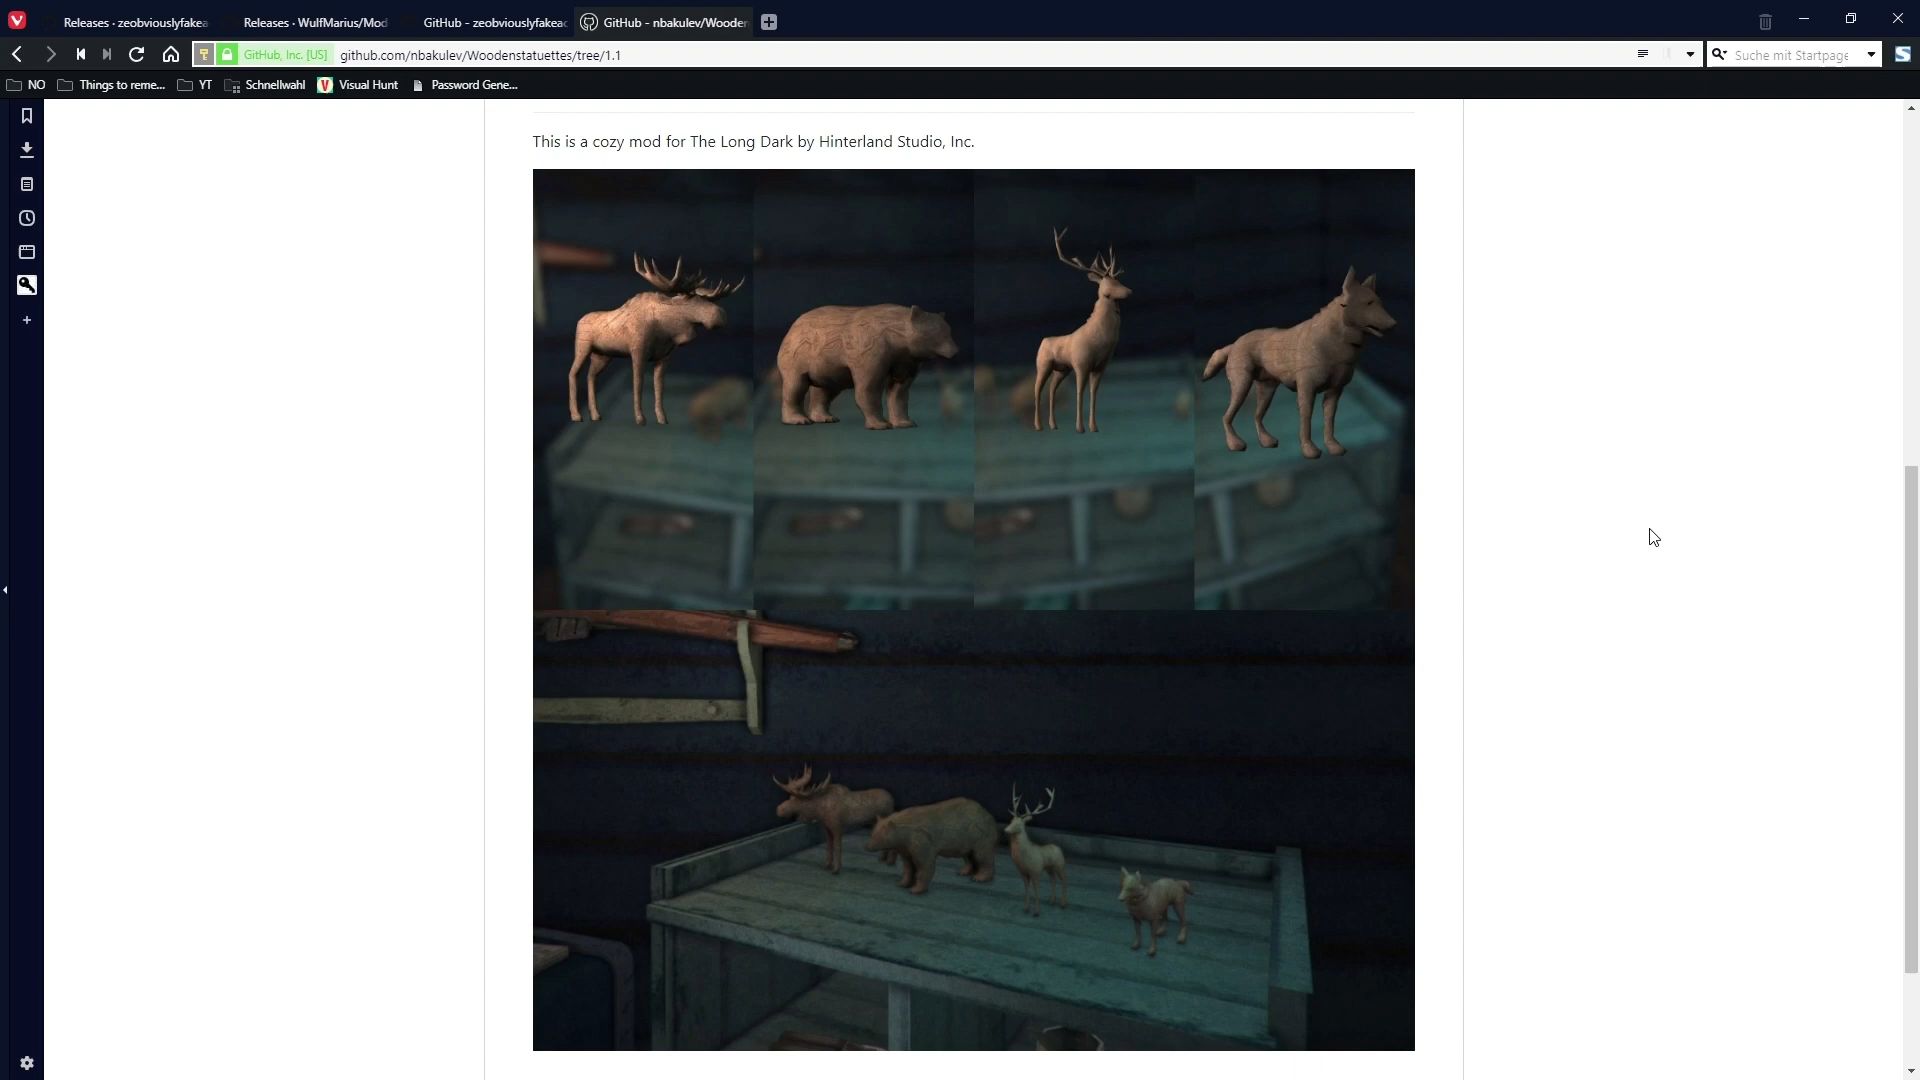 Releases · zeobviouslyfakea
Releases · WulfMarius/Mod
GitHub - zeobviouslyfakeac
GitHub - nbakulev/Wooden
GitHub, Inc. [US]
github.com/nbakulev/Woodenstatuettes/tree/1.1
Suche mit Startpage
NO
Things to reme...
YT
Schnellwahl
Visual Hunt
Password Gene...
This is a cozy mod for The Long Dark by Hinterland Studio, Inc.